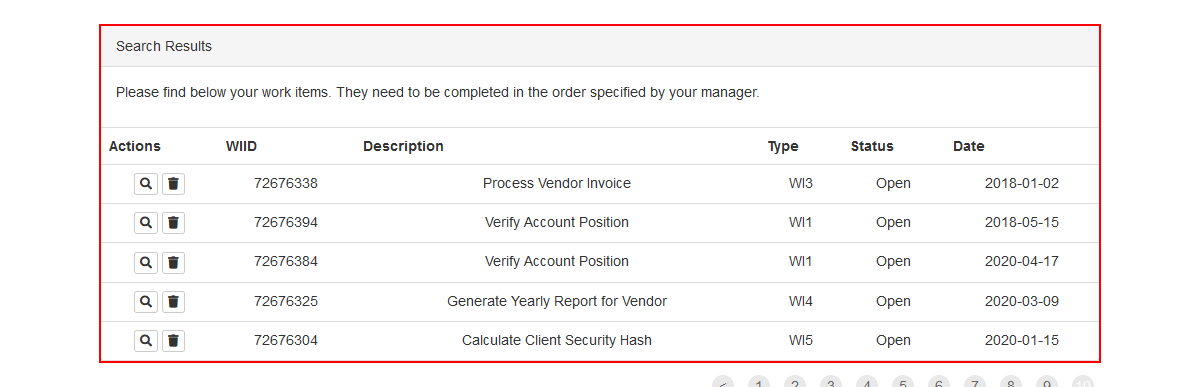 Search Results
Please find below your work items. They need to be completed in the order specified by your manager.
Actions WIID Description Type Status Date
72676338 Process Vendor Invoice WI3 Open 2018-01-02
72676394 Verify Account Position WI1 Open 2018-05-15
72676384 Verify Account Position WI1 Open 2020-04-17
72676325 Generate Yearly Report for Vendor WI4 Open 2020-03-09
72676304 Calculate Client Security Hash WI5 Open 2020-01-15
< 1 2 3 4 5 6 7 8 9 10